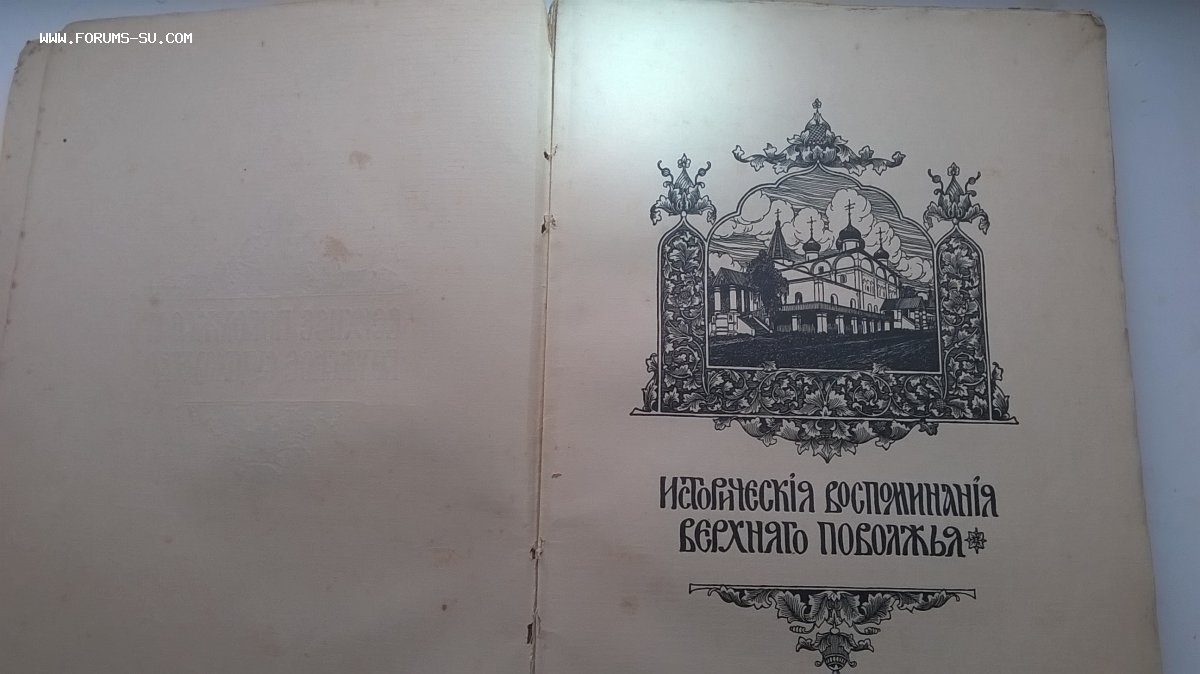 WWW.FORUMS-SU.COM
Историческія воспоминанія
Верхняго Поволжья